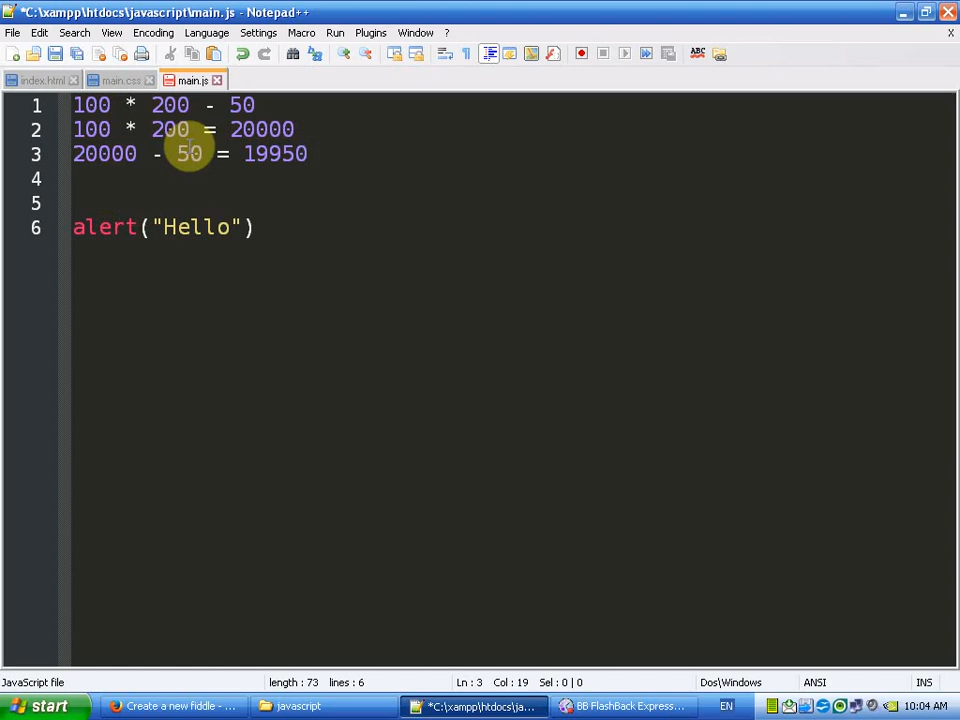 *C:\xampp\htdocs\javascript\main.js - Notepad++
File Edit Search View Encoding Language Settings Macro Run Plugins Window ? X
index.html main.css main.js
1 100 * 200 - 50
2 100 * 200 = 20000
3 20000 - 50 = 19950
4
5
6 alert("Hello")
JavaScript file length : 73 lines : 6 Ln : 3 Col : 19 Sel : 0 | 0 Dos\Windows ANSI INS
start Create a new fiddle - ... javascript *C:\xampp\htdocs\ja... BB FlashBack Express... EN 10:04 AM